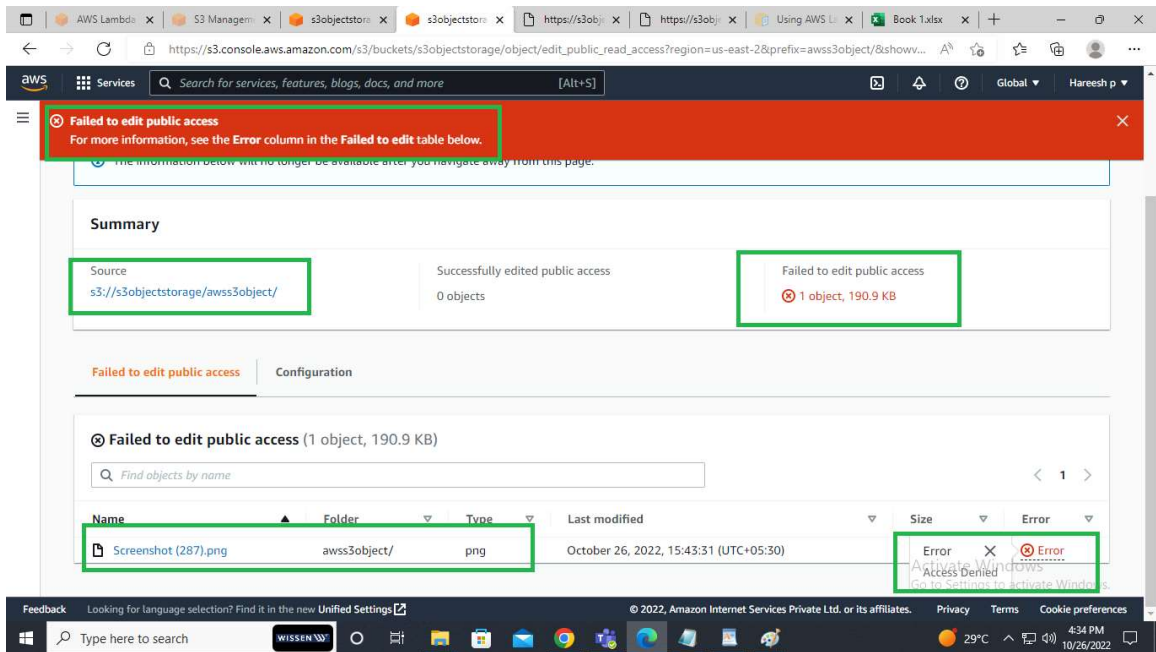 AWS Lambda
S3 Managem
s3objectstora
s3objectstora
https://s3obje
https://s3obje
Using AWS La
Book 1.xlsx
https://s3.console.aws.amazon.com/s3/buckets/s3objectstorage/object/edit_public_read_access?region=us-east-2&prefix=awss3object/&showv...
aws
Services
Search for services, features, blogs, docs, and more
[Alt+S]
Global ▼
Hareesh p ▼
Failed to edit public access
For more information, see the Error column in the Failed to edit table below.
The information below will no longer be available after you navigate away from this page.
Summary
Source
Successfully edited public access
Failed to edit public access
s3://s3objectstorage/awss3object/
0 objects
1 object, 190.9 KB
Failed to edit public access
Configuration
Failed to edit public access (1 object, 190.9 KB)
Find objects by name
1
Name
Folder
Type
Last modified
Size
Error
Screenshot (287).png
awss3object/
png
October 26, 2022, 15:43:31 (UTC+05:30)
Error
Error
Access Denied
Activate Windows
Go to Settings to activate Windows.
Feedback
Looking for language selection? Find it in the new Unified Settings
© 2022, Amazon Internet Services Private Ltd. or its affiliates.
Privacy
Terms
Cookie preferences
Type here to search
WISSEN
29°C
4:34 PM
10/26/2022